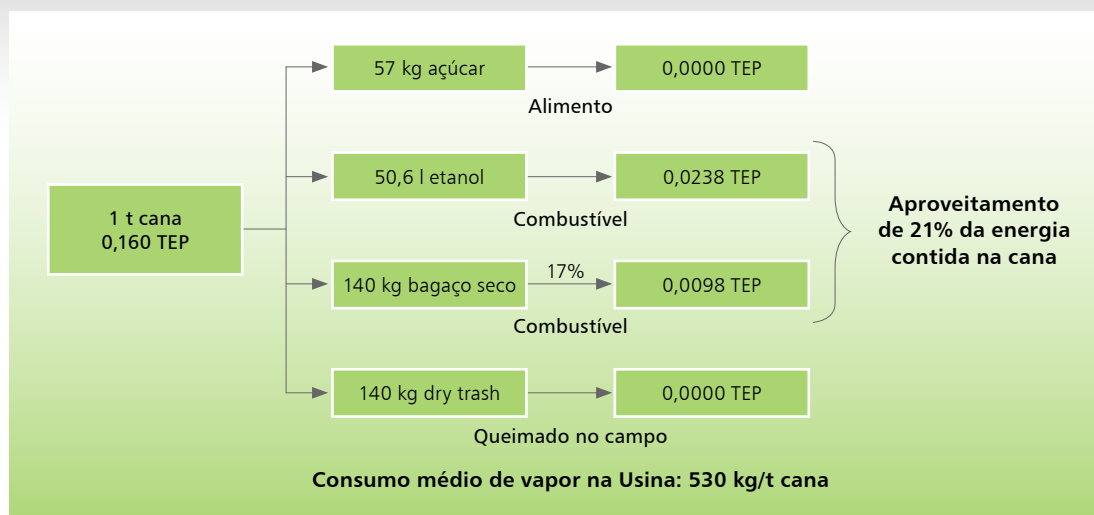 57 kg açúcar
0,0000 TEP
Alimento
50,6 l etanol
0,0238 TEP
Combustível
1 t cana
0,160 TEP
Aproveitamento
de 21% da energia
contida na cana
17%
140 kg bagaço seco
0,0098 TEP
Combustível
140 kg dry trash
0,0000 TEP
Queimado no campo
Consumo médio de vapor na Usina: 530 kg/t cana